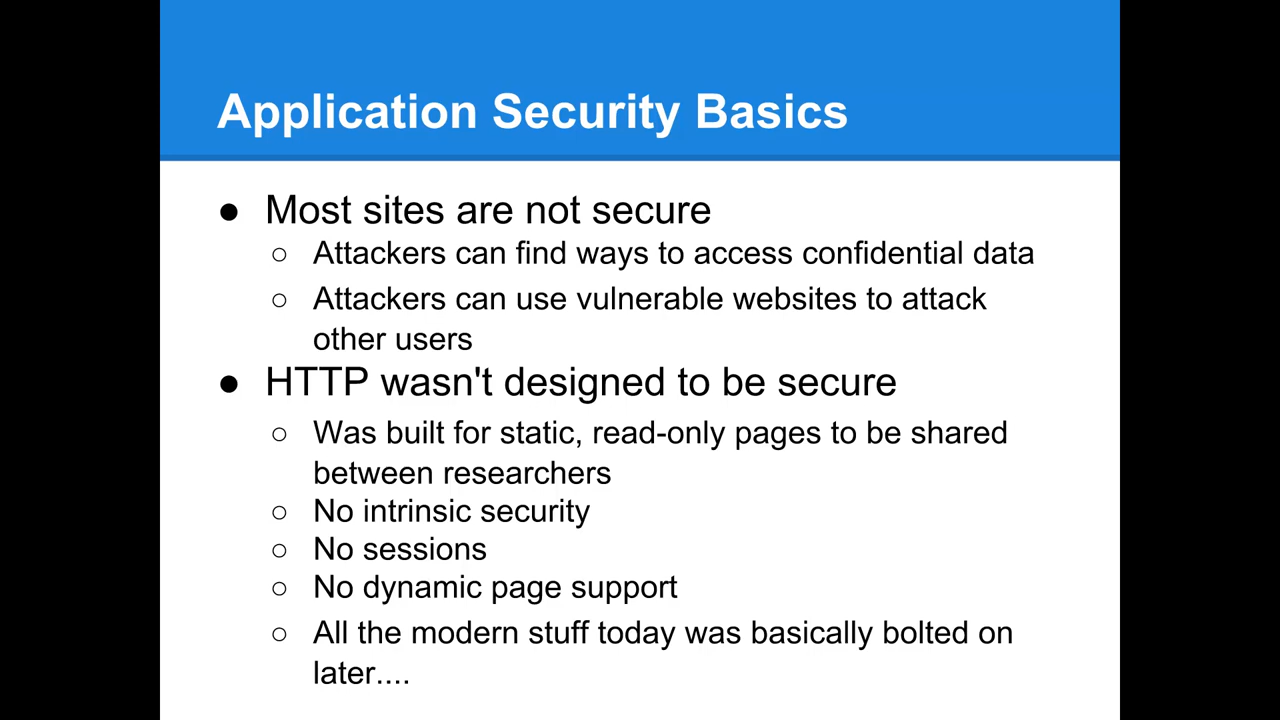 Application Security Basics
● Most sites are not secure
○ Attackers can find ways to access confidential data
○ Attackers can use vulnerable websites to attack
other users
● HTTP wasn't designed to be secure
○ Was built for static, read-only pages to be shared
between researchers
○ No intrinsic security
○ No sessions
○ No dynamic page support
○ All the modern stuff today was basically bolted on
later....